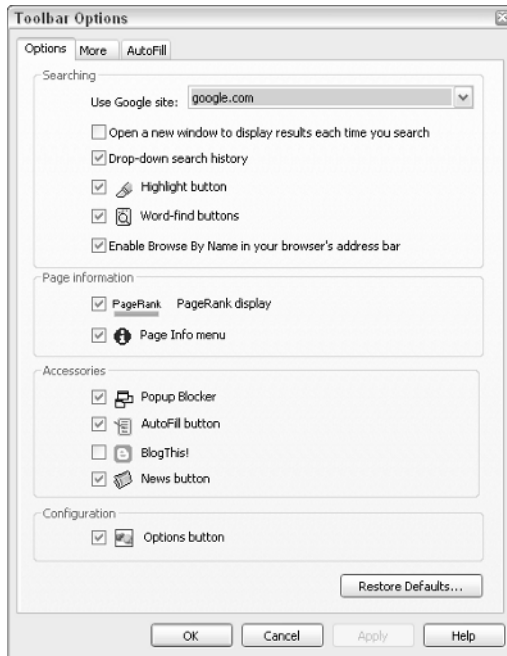 Toolbar Options
Options More AutoFill
Searching
Use Google site: google.com
Open a new window to display results each time you search
Drop-down search history
Highlight button
Word-find buttons
Enable Browse By Name in your browser's address bar
Page information
PageRank PageRank display
Page Info menu
Accessories
Popup Blocker
AutoFill button
BlogThis!
News button
Configuration
Options button
Restore Defaults...
OK Cancel Apply Help